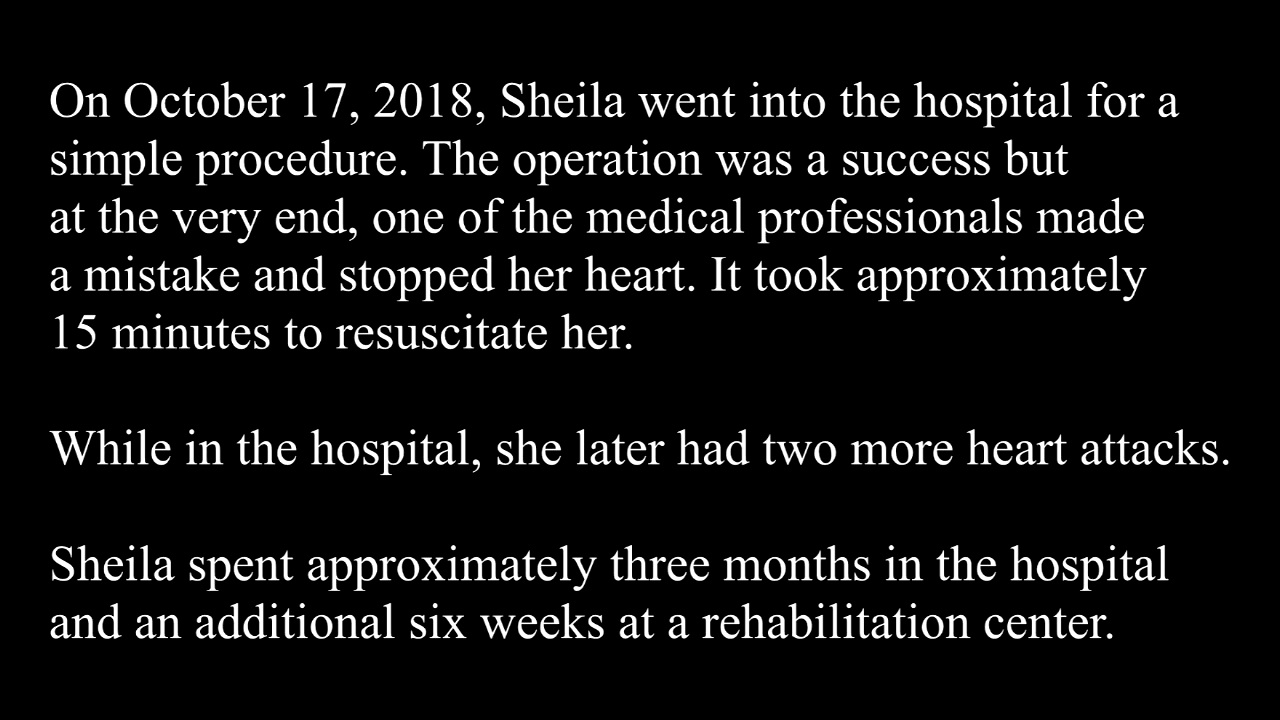 On October 17, 2018, Sheila went into the hospital for a
simple procedure. The operation was a success but
at the very end, one of the medical professionals made
a mistake and stopped her heart. It took approximately
15 minutes to resuscitate her.
While in the hospital, she later had two more heart attacks.
Sheila spent approximately three months in the hospital
and an additional six weeks at a rehabilitation center.